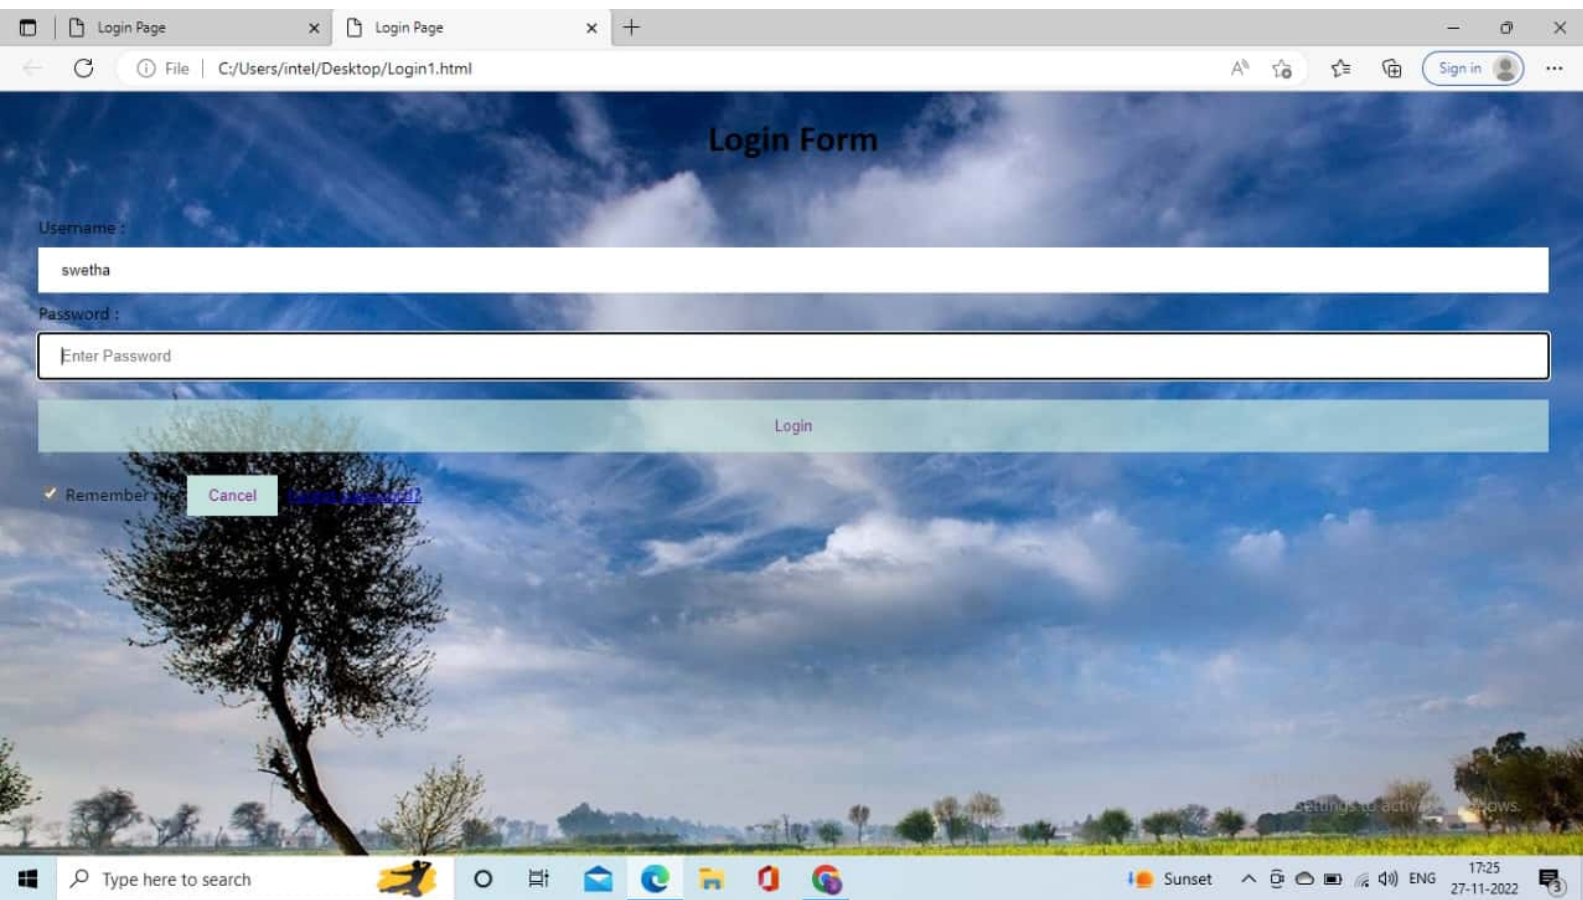 Login Page
Login Page
File
C:/Users/intel/Desktop/Login1.html
Sign in
Login Form
Username :
swetha
Password :
Enter Password
Login
Remember
Cancel
Type here to search
Sunset
ENG
17:25
27-11-2022
3